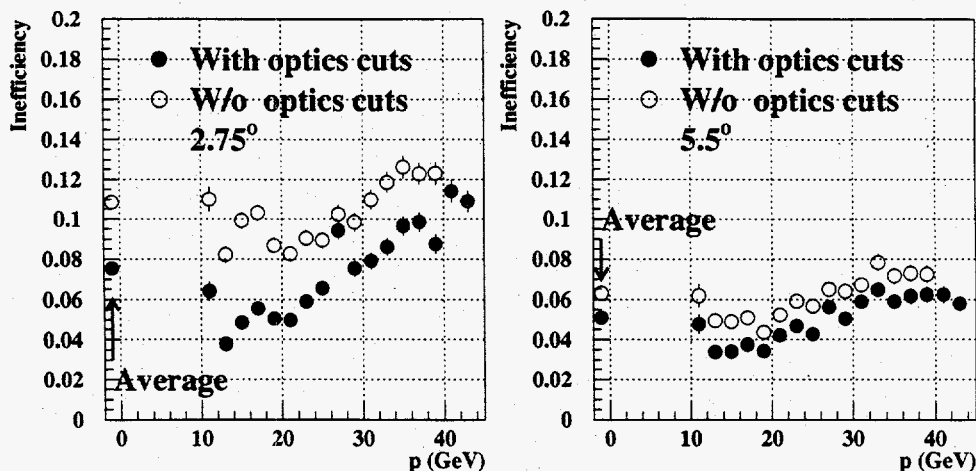 Inefficiency
0.2
0.18
0.16
0.14
0.12
0.1
0.08
0.06
0.04
0.02
0
With optics cuts
W/o optics cuts
2.75°
Average
0 10 20 30 40
p (GeV)
Inefficiency
0.2
0.18
0.16
0.14
0.12
0.1
0.08
0.06
0.04
0.02
0
With optics cuts
W/o optics cuts
5.5°
Average
0 10 20 30 40
p (GeV)